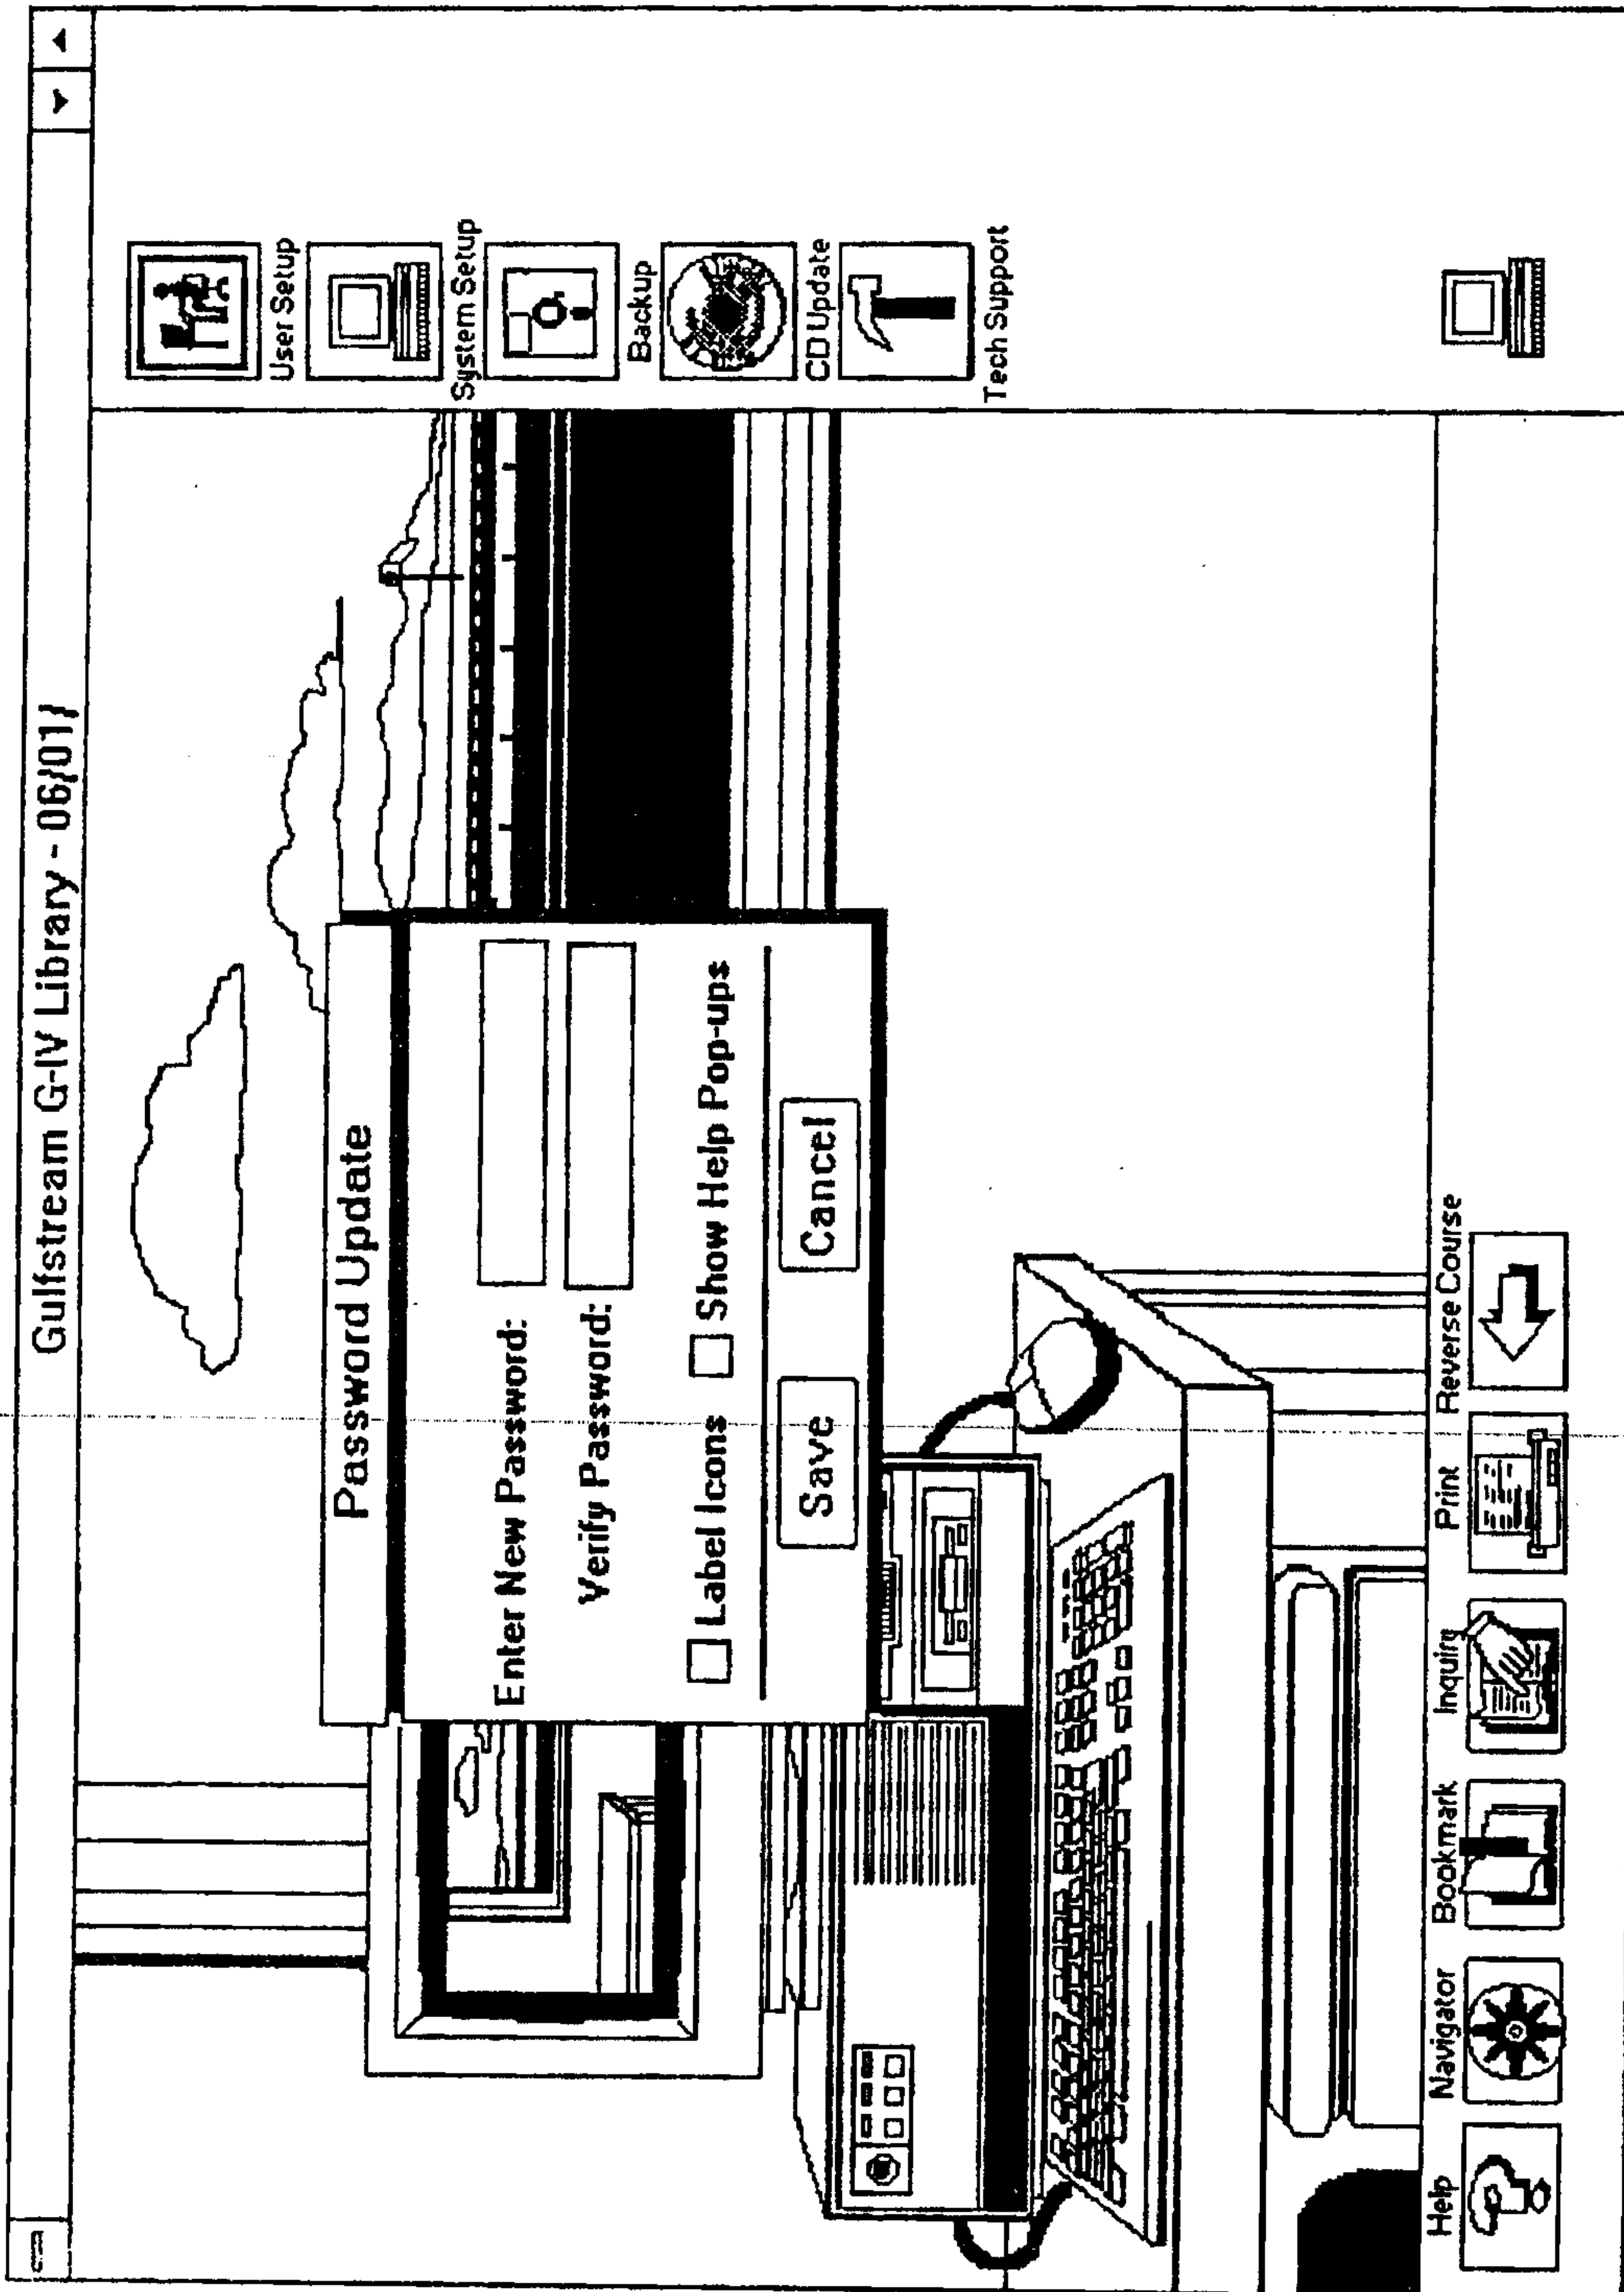 Gulfstream G-IV Library - 06/01/
Password Update
Enter New Password:
Verify Password:
Label Icons Show Help Pop-ups
Save Cancel
User Setup
System Setup
Backup
CD Update
Tech Support
Help Navigator Bookmark Inquiry Print Reverse Course